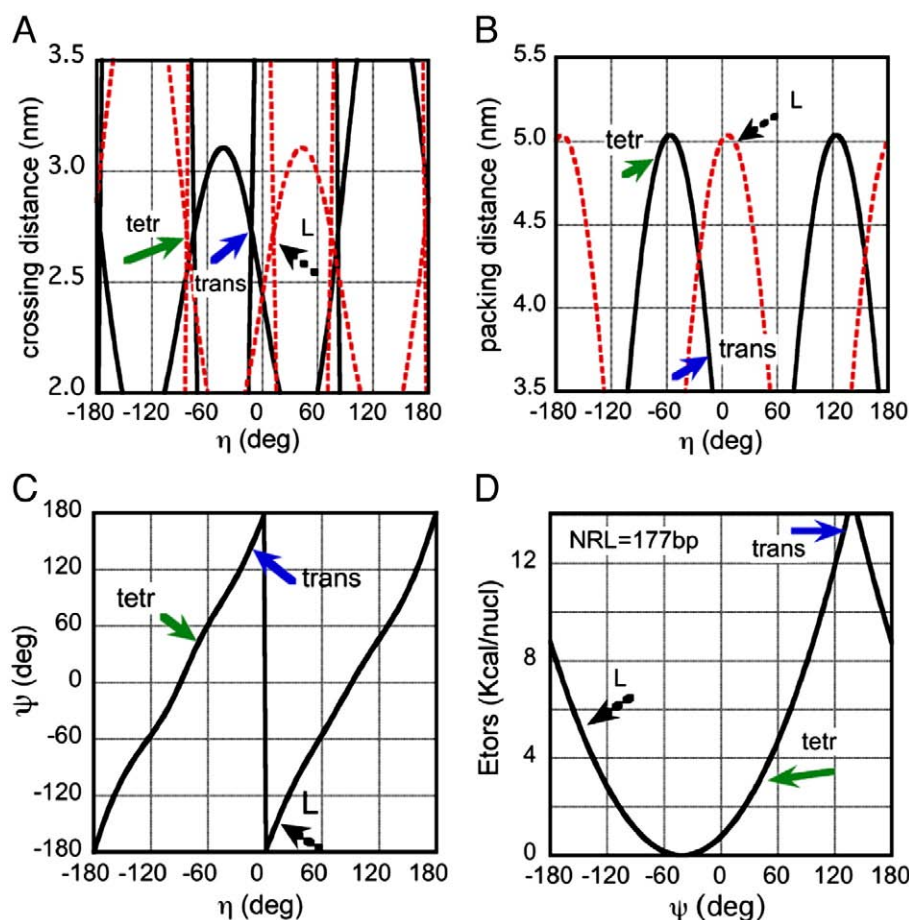 A
crossing distance (nm)
3.5
3.0
2.5
2.0
tetr
trans
L
-180 -120 -60 0 60 120 180
η (deg)
B
packing distance (nm)
5.5
5.0
4.5
4.0
3.5
tetr
L
trans
-180 -120 -60 0 60 120 180
η (deg)
C
ψ (deg)
180
120
60
0
-60
-120
-180
tetr
trans
L
-180 -120 -60 0 60 120 180
η (deg)
D
Etors (Kcal/nucl)
12
8
4
0
NRL=177bp
trans
L
tetr
-180 -120 -60 0 60 120 180
ψ (deg)